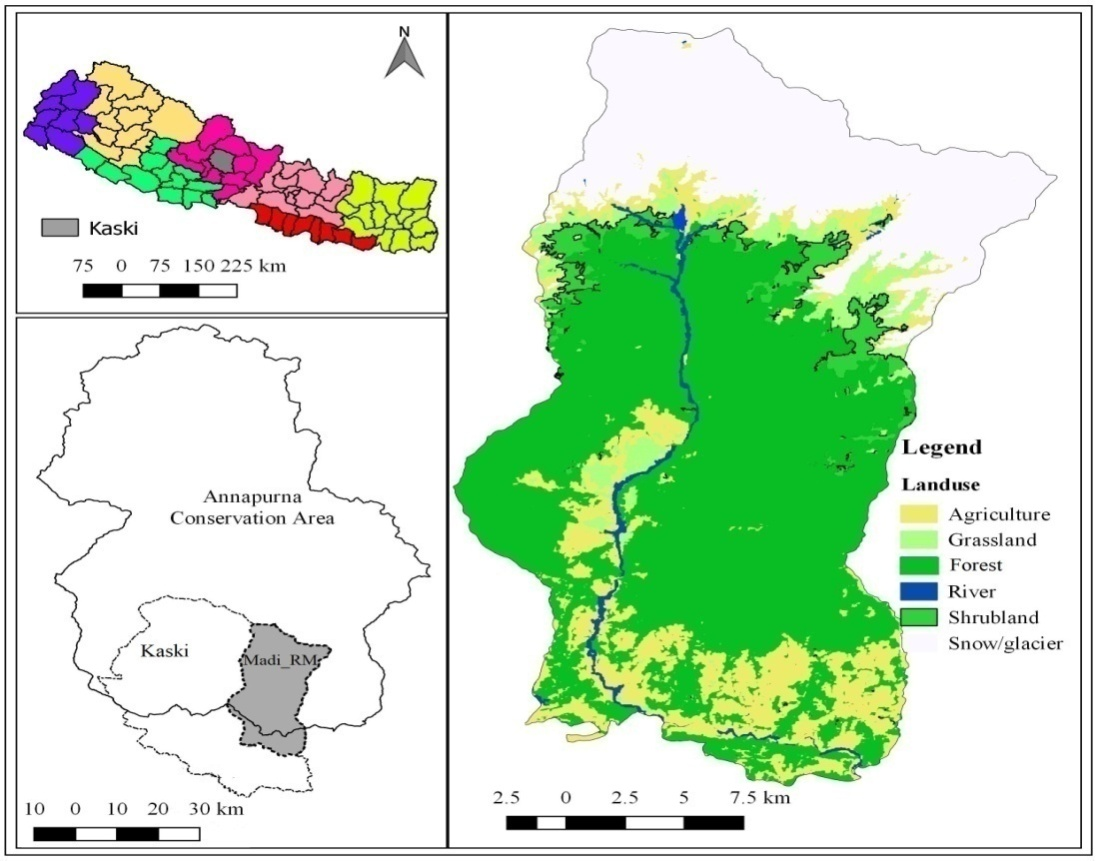 N
Kaski
75 0 75 150 225 km
Annapurna
Conservation Area
Kaski
Madi_RM
10 0 10 20 30 km
Legend
Landuse
Agriculture
Grassland
Forest
River
Shrubland
Snow/glacier
2.5 0 2.5 5 7.5 km